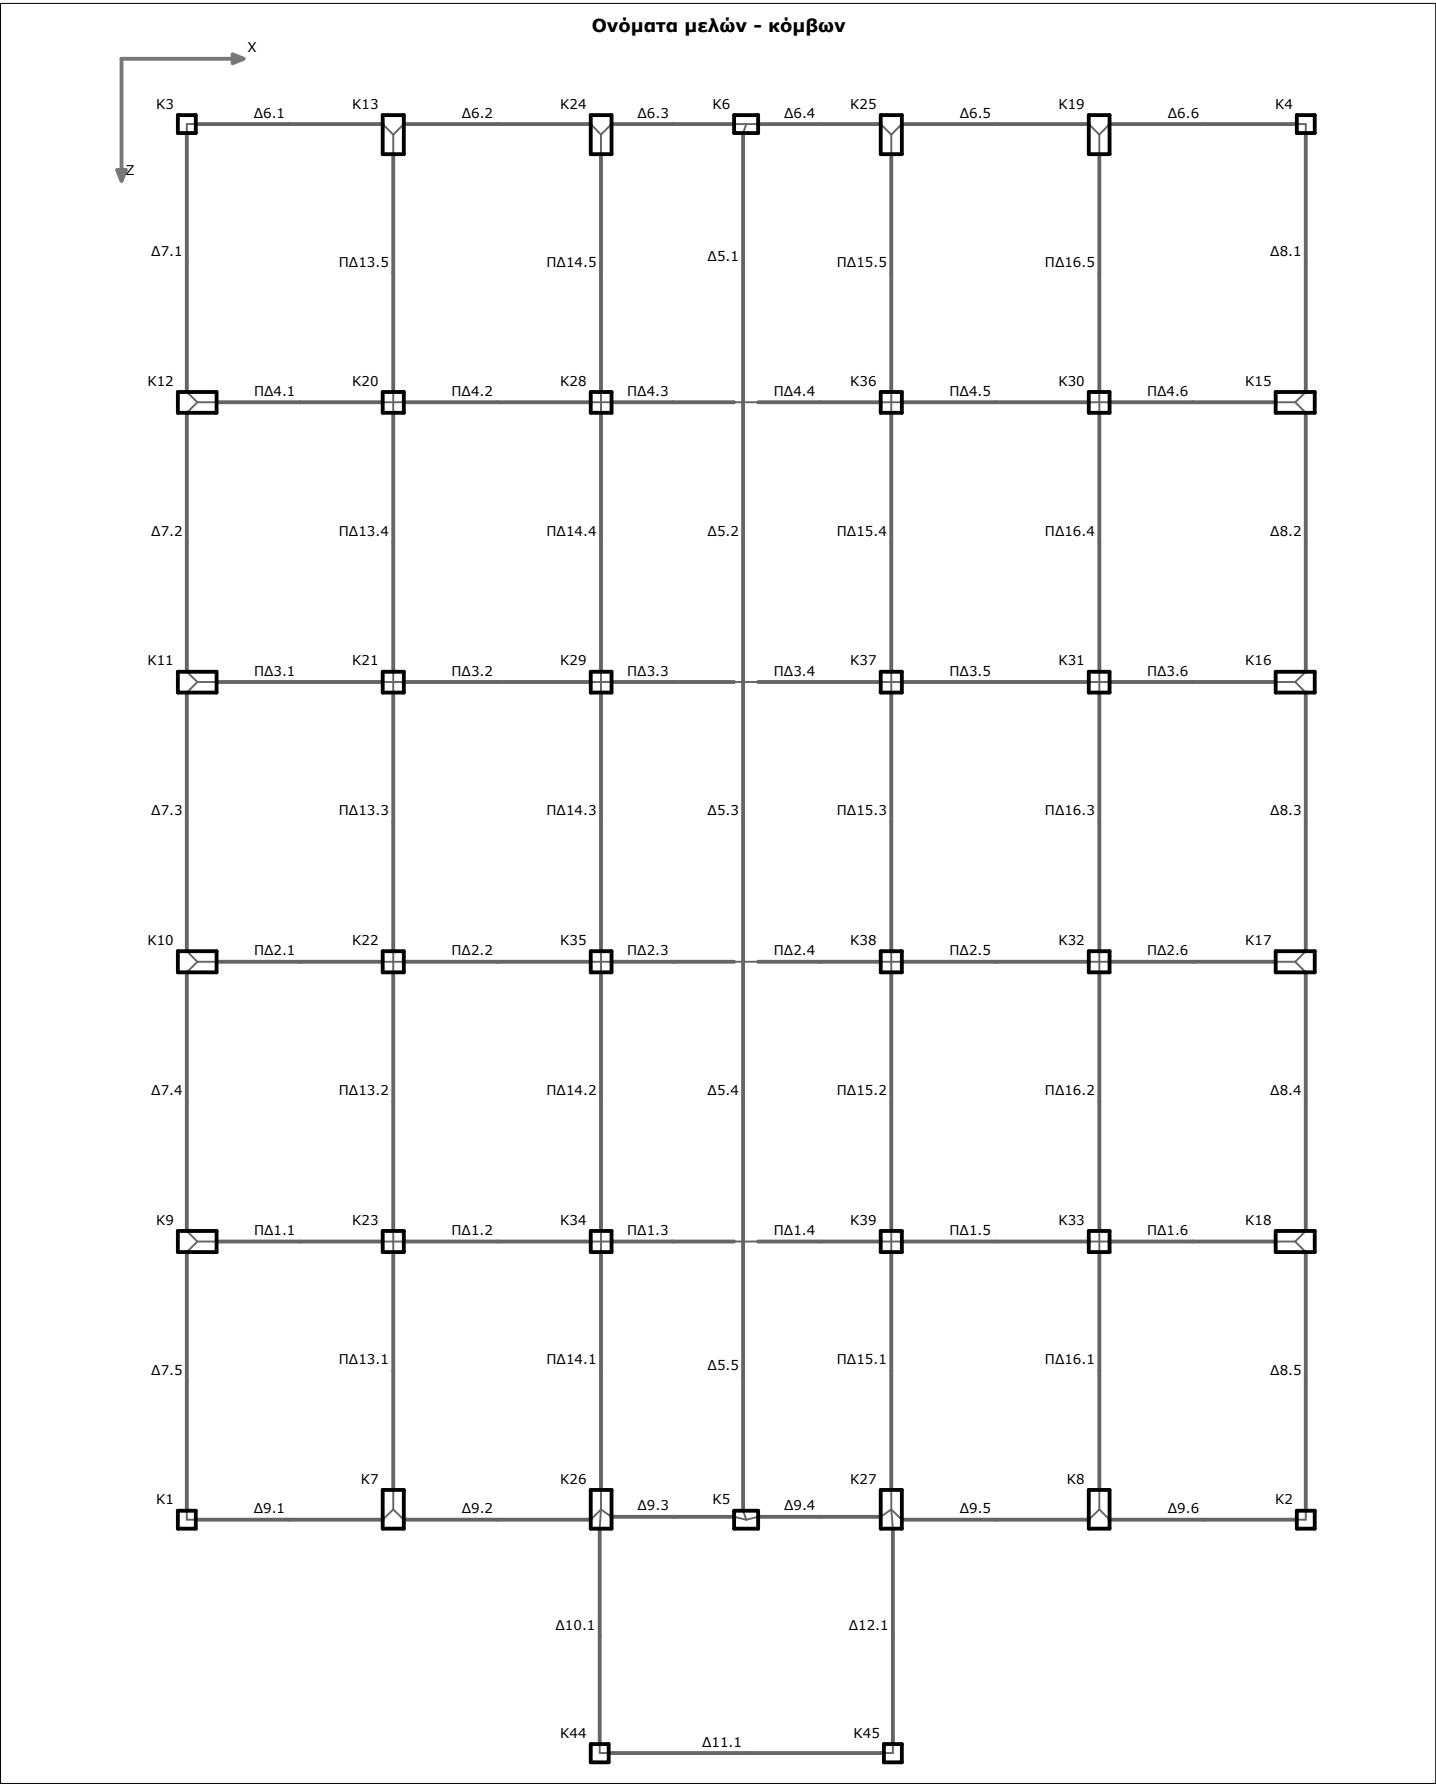 Ονόματα μελών - κόμβων
X
Z
K3 Δ6.1 K13 Δ6.2 K24 Δ6.3 K6 Δ6.4 K25 Δ6.5 K19 Δ6.6 K4
Δ7.1 ΠΔ13.5 ΠΔ14.5 Δ5.1 ΠΔ15.5 ΠΔ16.5 Δ8.1
K12 ΠΔ4.1 K20 ΠΔ4.2 K28 ΠΔ4.3 ΠΔ4.4 K36 ΠΔ4.5 K30 ΠΔ4.6 K15
Δ7.2 ΠΔ13.4 ΠΔ14.4 Δ5.2 ΠΔ15.4 ΠΔ16.4 Δ8.2
K11 ΠΔ3.1 K21 ΠΔ3.2 K29 ΠΔ3.3 ΠΔ3.4 K37 ΠΔ3.5 K31 ΠΔ3.6 K16
Δ7.3 ΠΔ13.3 ΠΔ14.3 Δ5.3 ΠΔ15.3 ΠΔ16.3 Δ8.3
K10 ΠΔ2.1 K22 ΠΔ2.2 K35 ΠΔ2.3 ΠΔ2.4 K38 ΠΔ2.5 K32 ΠΔ2.6 K17
Δ7.4 ΠΔ13.2 ΠΔ14.2 Δ5.4 ΠΔ15.2 ΠΔ16.2 Δ8.4
K9 ΠΔ1.1 K23 ΠΔ1.2 K34 ΠΔ1.3 ΠΔ1.4 K39 ΠΔ1.5 K33 ΠΔ1.6 K18
Δ7.5 ΠΔ13.1 ΠΔ14.1 Δ5.5 ΠΔ15.1 ΠΔ16.1 Δ8.5
K7 K26 K27 K8
K1 Δ9.1 Δ9.2 Δ9.3 K5 Δ9.4 Δ9.5 Δ9.6 K2
Δ10.1 Δ12.1
K44 Δ11.1 K45